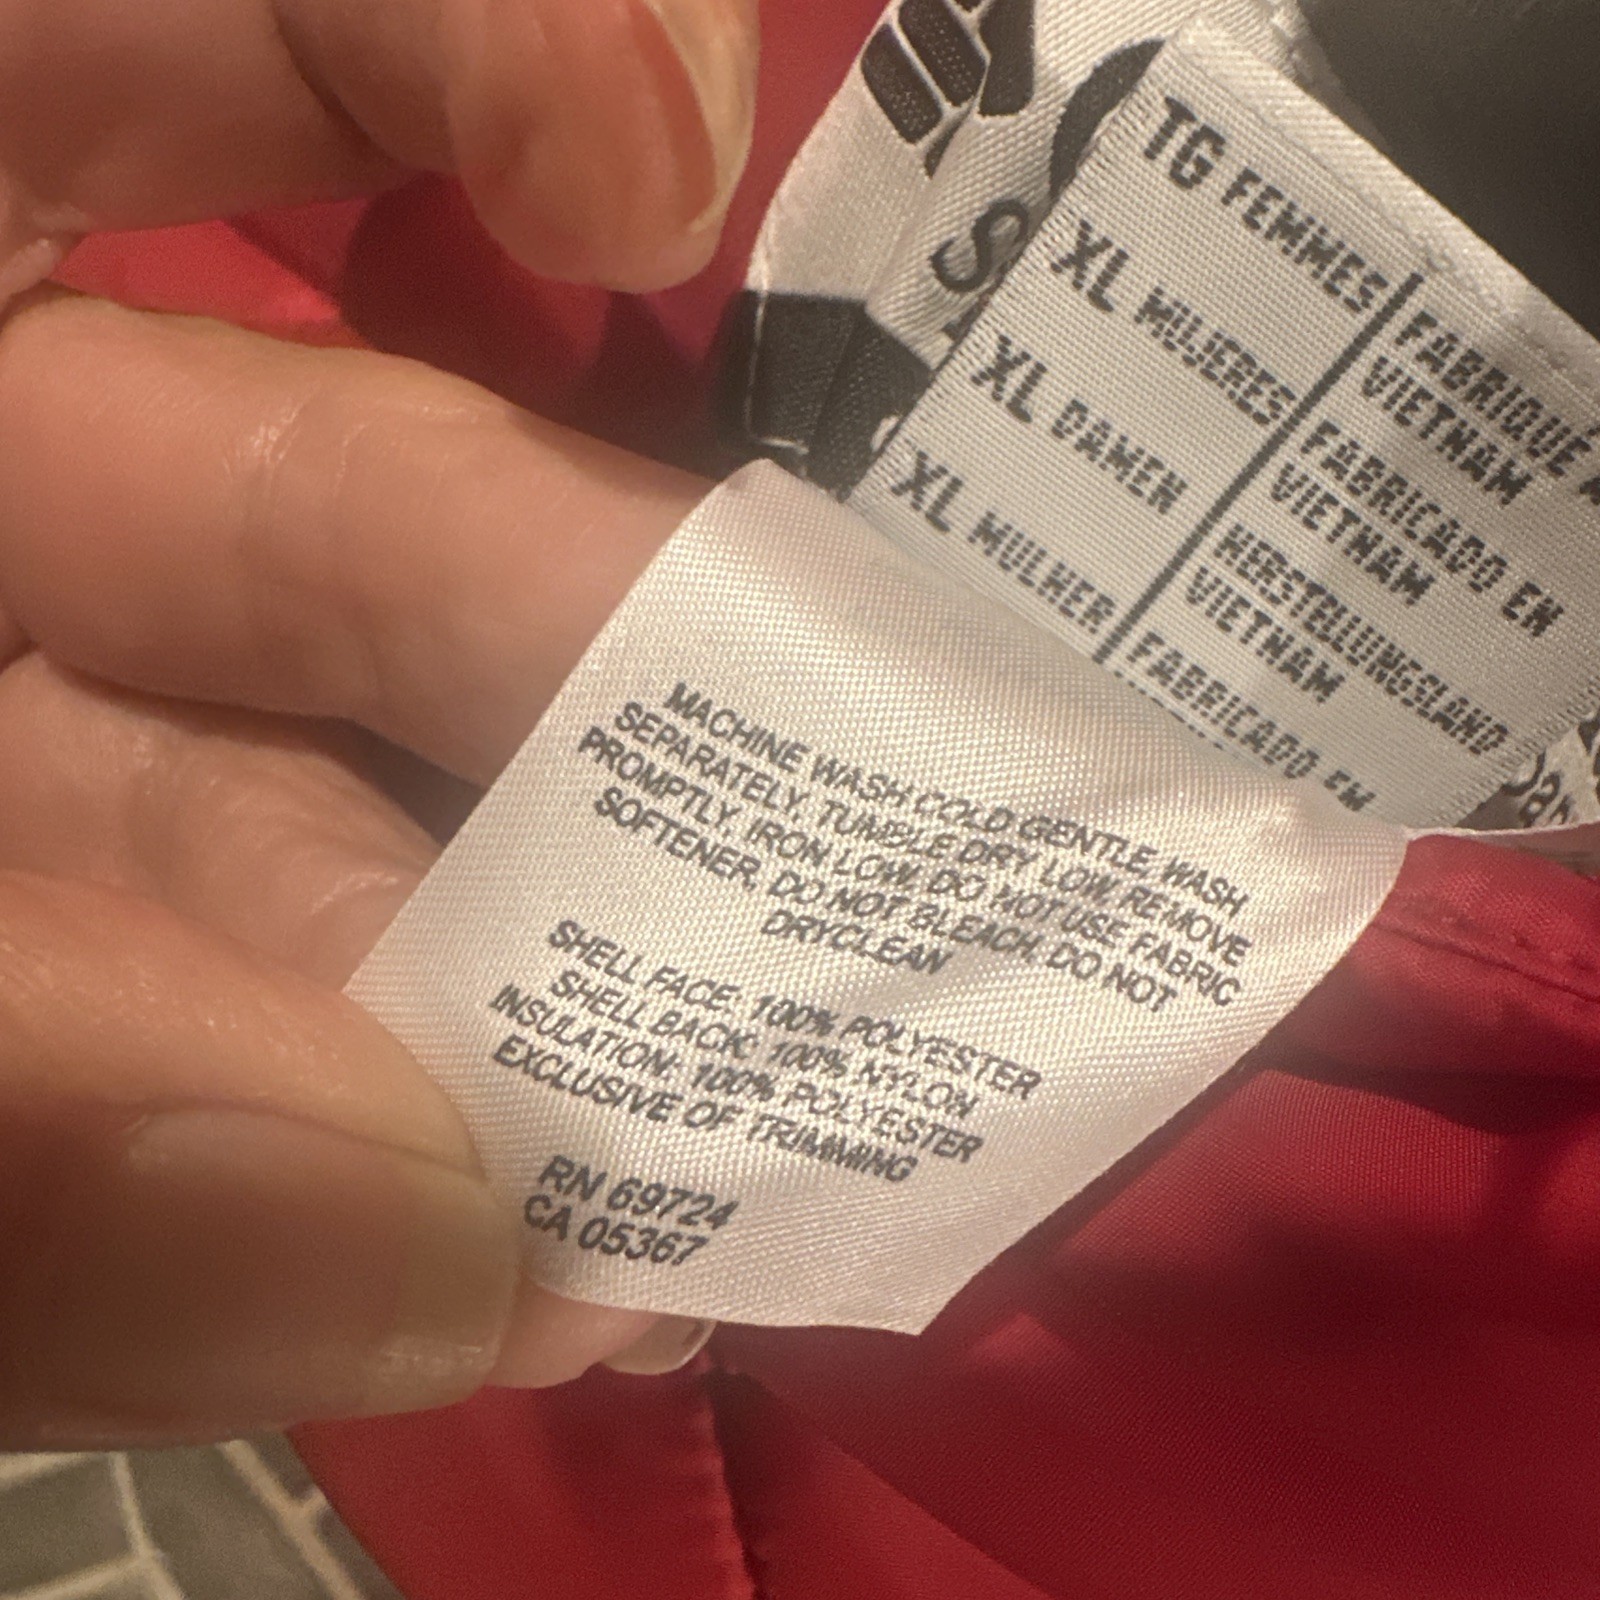 TG FEMMES
XL MUJERES
XL DAMEN
XL MULHER
FABRIQUÉ
VIETNAM
FABRICADO EN
VIETNAM
HERSTELLUNGSLAND
VIETNAM
FABRICADO EM
MACHINE WASH COLD GENTLE, WASH
SEPARATELY, TUMBLE DRY LOW, REMOVE
PROMPTLY, IRON LOW, DO NOT USE FABRIC
SOFTENER, DO NOT BLEACH, DO NOT
DRYCLEAN
SHELL FACE: 100% POLYESTER
SHELL BACK: 100% NYLON
INSULATION: 100% POLYESTER
EXCLUSIVE OF TRIMMING
RN 69724
CA 05367